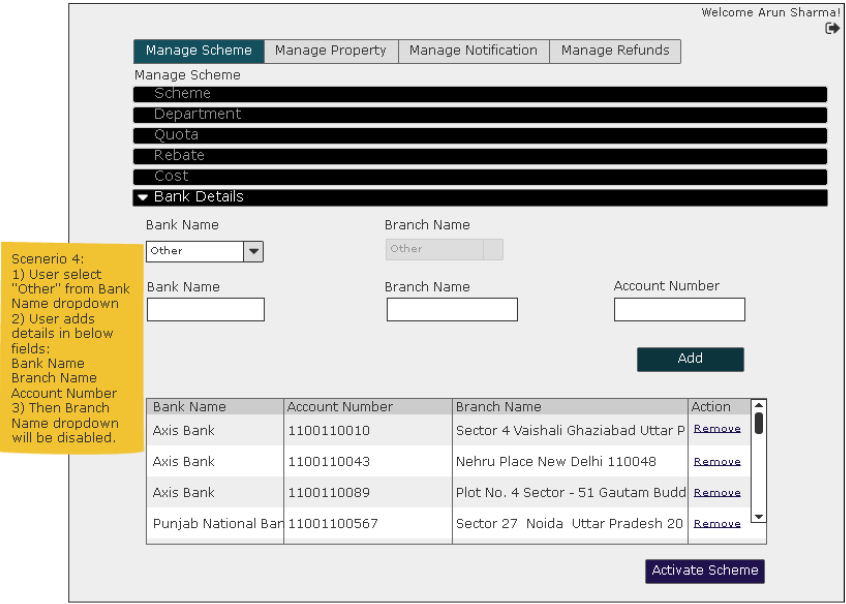 Welcome Arun Sharma!
Manage Scheme Manage Property Manage Notification Manage Refunds
Manage Scheme
Scheme
Department
Quota
Rebate
Cost
Bank Details
Bank Name Branch Name
Other Other
Bank Name Branch Name Account Number
Add
Scenerio 4:
1) User select
"Other" from Bank
Name dropdown
2) User adds
details in below
fields:
Bank Name
Branch Name
Account Number
3) Then Branch
Name dropdown
will be disabled.
Bank Name Account Number Branch Name Action
Axis Bank 1100110010 Sector 4 Vaishali Ghaziabad Uttar P Remove
Axis Bank 1100110043 Nehru Place New Delhi 110048 Remove
Axis Bank 1100110089 Plot No. 4 Sector - 51 Gautam Budd Remove
Punjab National Ban 11001100567 Sector 27 Noida Uttar Pradesh 20 Remove
Activate Scheme